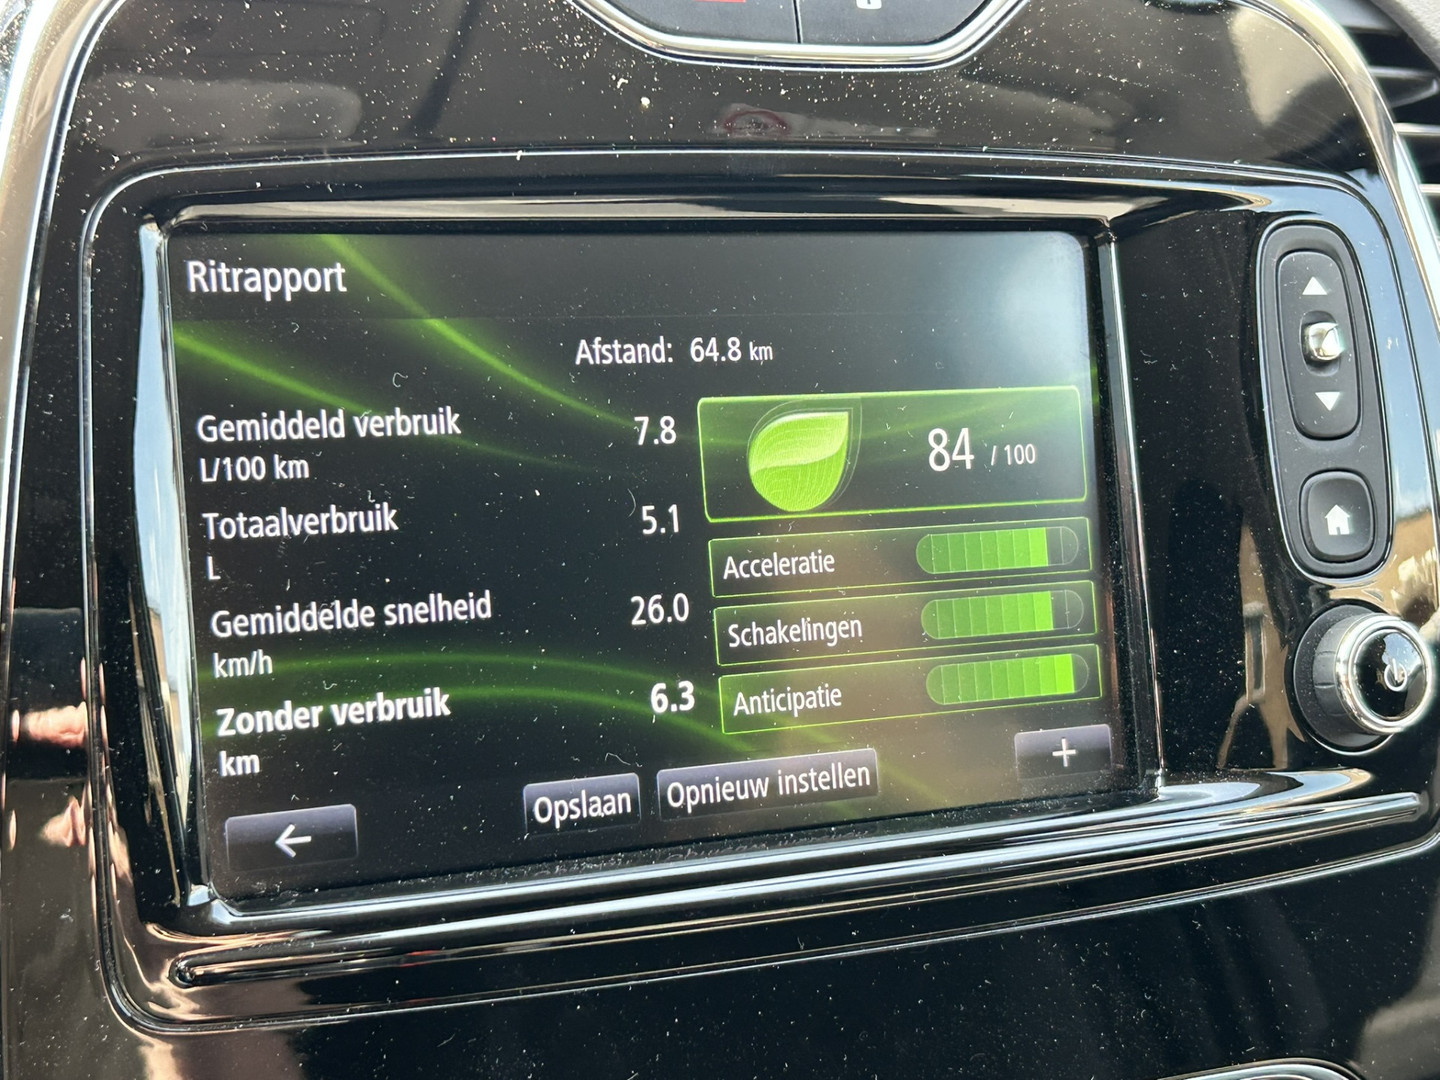 Ritrapport
Afstand: 64.8 km
Gemiddeld verbruik 7.8
L/100 km
84 / 100
Totaalverbruik 5.1
L
Acceleratie
Gemiddelde snelheid 26.0
km/h
Schakelingen
Zonder verbruik 6.3
km
Anticipatie
Opslaan
Opnieuw instellen
+
←